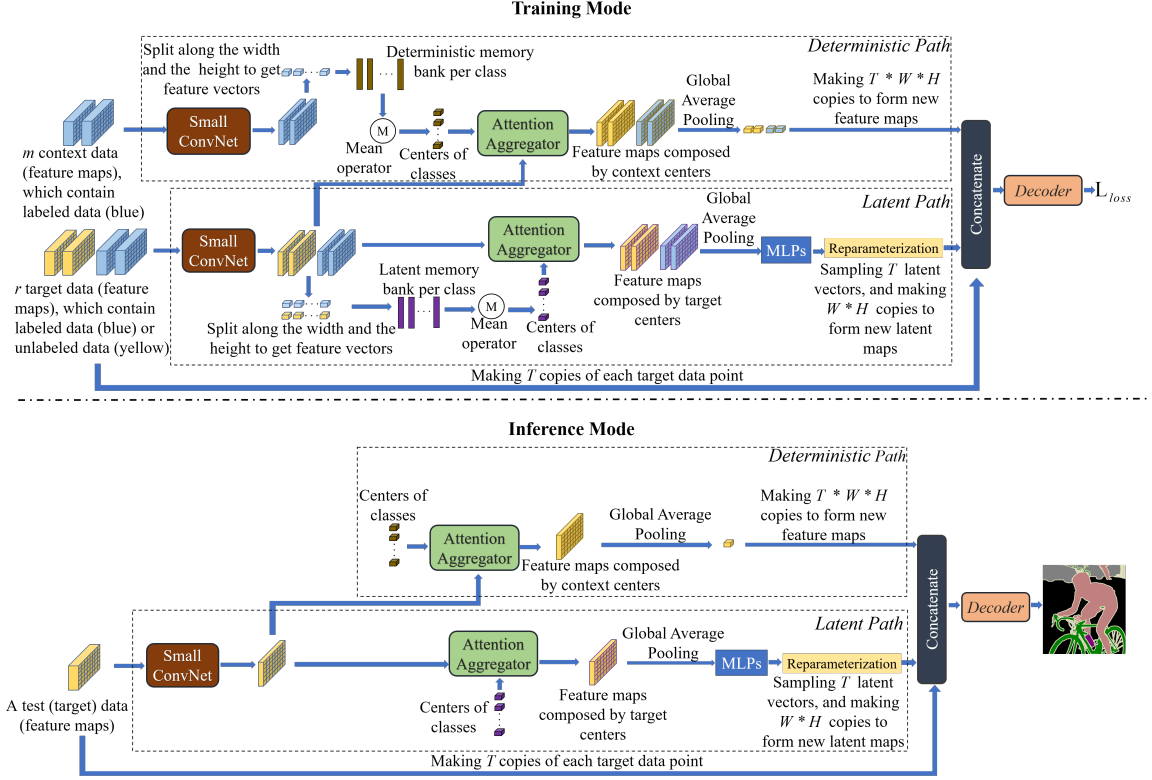 Training Mode
Deterministic Path
Split along the width
and the height to get
feature vectors
Deterministic memory
bank per class
Small
ConvNet
M
Mean
operator
Centers of
classes
Attention
Aggregator
Feature maps composed
by context centers
Global
Average
Pooling
Making T * W * H
copies to form new
feature maps
m context data
(feature maps),
which contain
labeled data (blue)
Latent Path
Small
ConvNet
Attention
Aggregator
Latent memory
bank per class
M
Mean
operator
Centers of
classes
Split along the width and the
height to get feature vectors
Feature maps
composed by target
centers
Global
Average
Pooling
MLPs
Reparameterization
Sampling T latent
vectors, and making
W * H copies to
form new latent
maps
r target data (feature
maps), which contain
labeled data (blue) or
unlabeled data (yellow)
Making T copies of each target data point
Concatenate
Decoder
L loss
Inference Mode
Deterministic Path
Centers of
classes
Attention
Aggregator
Feature maps composed
by context centers
Global Average
Pooling
Making T * W * H
copies to form new
feature maps
Latent Path
Small
ConvNet
Attention
Aggregator
Centers of
classes
Feature maps
composed by target
centers
Global Average
Pooling
MLPs
Reparameterization
Sampling T latent
vectors, and making
W * H copies to
form new latent maps
A test (target) data
(feature maps)
Making T copies of each target data point
Concatenate
Decoder